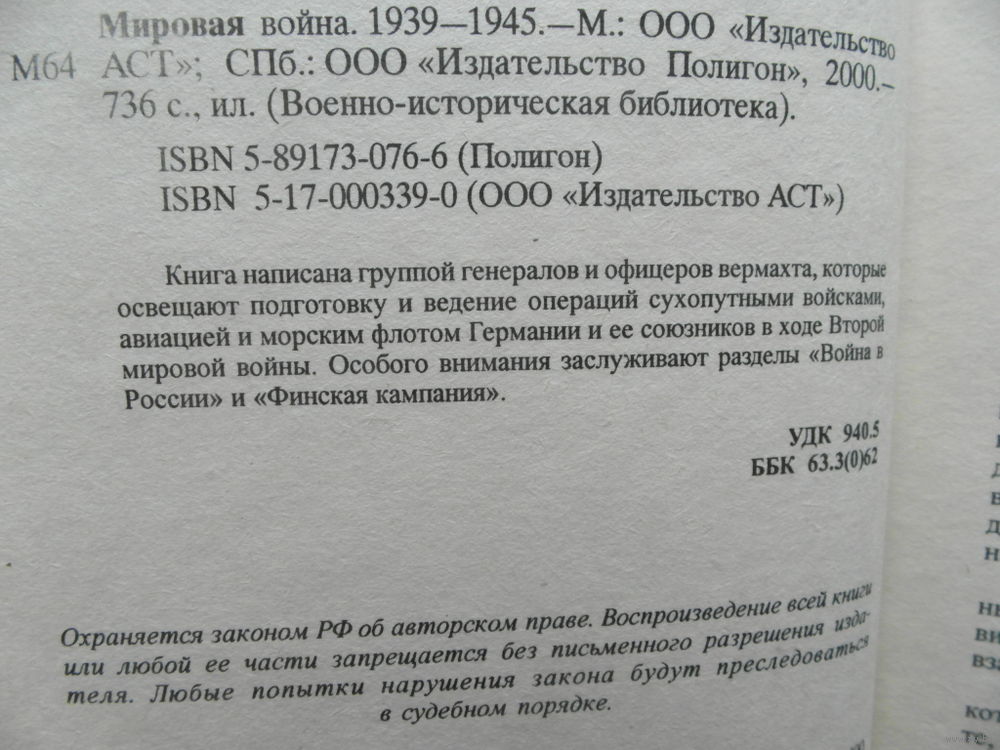 Мировая война. 1939—1945.—М.: ООО «Издательство
М64 АСТ»; СПб.: ООО «Издательство Полигон», 2000.–
736 с., ил. (Военно-историческая библиотека).
ISBN 5-89173-076-6 (Полигон)
ISBN 5-17-000339-0 (ООО «Издательство АСТ»)
Книга написана группой генералов и офицеров вермахта, которые
освещают подготовку и ведение операций сухопутными войсками,
авиацией и морским флотом Германии и ее союзников в ходе Второй
мировой войны. Особого внимания заслуживают разделы «Война в
России» и «Финская кампания».
УДК 940.5
ББК 63.3(0)62
Охраняется законом РФ об авторском праве. Воспроизведение всей книги
или любой ее части запрещается без письменного разрешения изда-
теля. Любые попытки нарушения закона будут преследоваться
в судебном порядке.